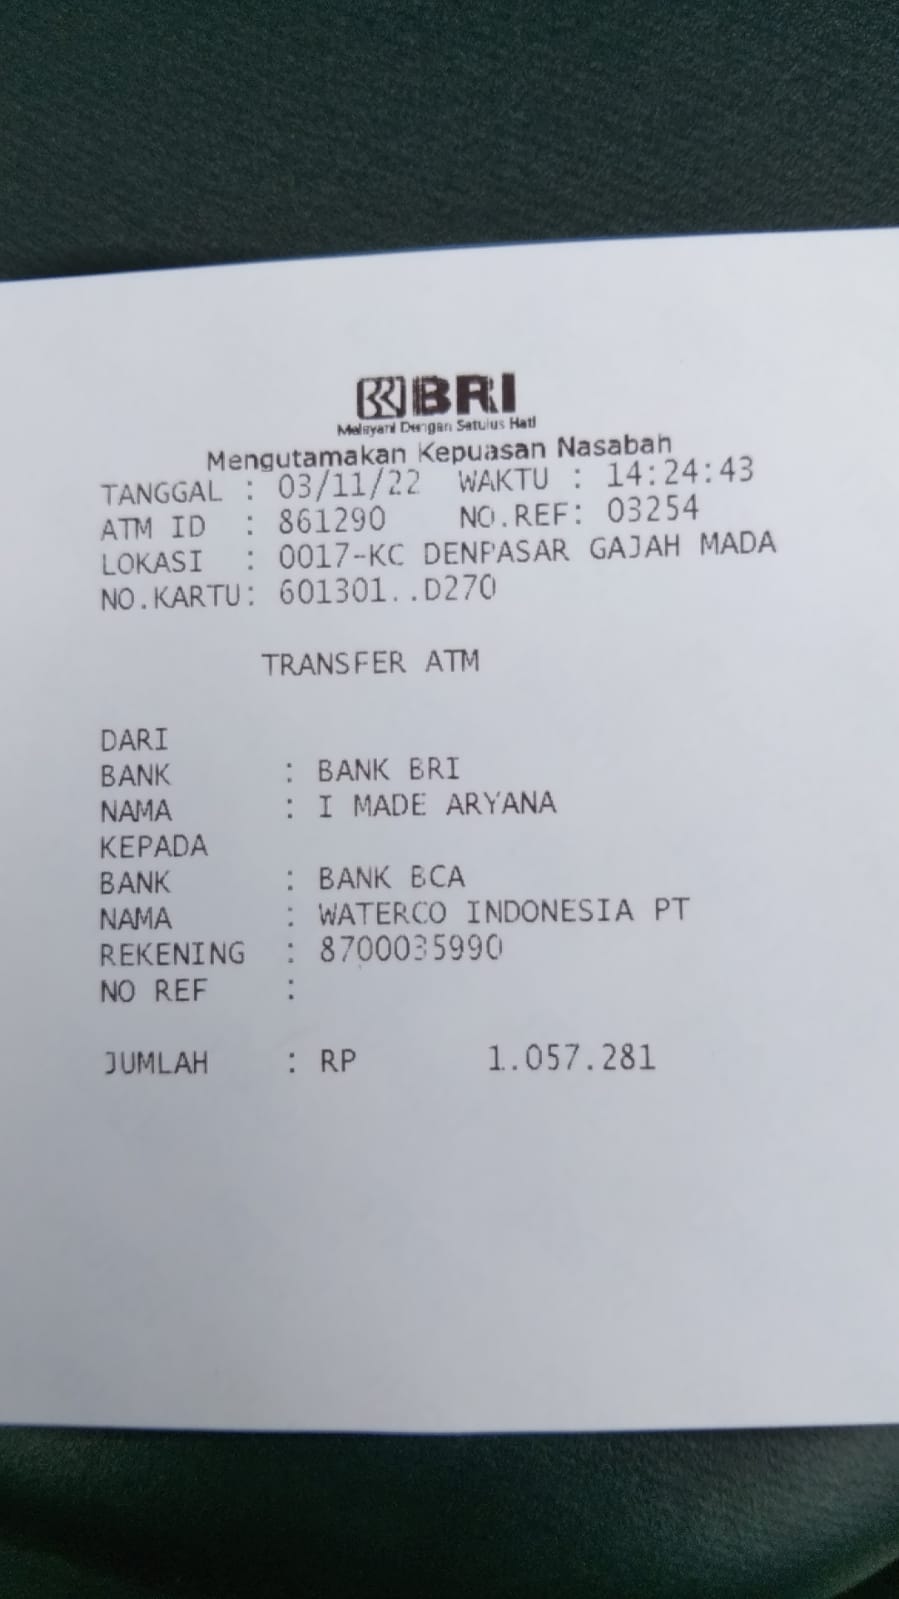 BRI
Melayani Dengan Setulus Hati
Mengutamakan Kepuasan Nasabah
TANGGAL : 03/11/22 WAKTU : 14:24:43
ATM ID : 861290 NO.REF: 03254
LOKASI : 0017-KC DENPASAR GAJAH MADA
NO.KARTU: 601301..D270
TRANSFER ATM
DARI
BANK : BANK BRI
NAMA : I MADE ARYANA
KEPADA
BANK : BANK BCA
NAMA : WATERCO INDONESIA PT
REKENING : 8700035990
NO REF :
JUMLAH : RP 1.057.281